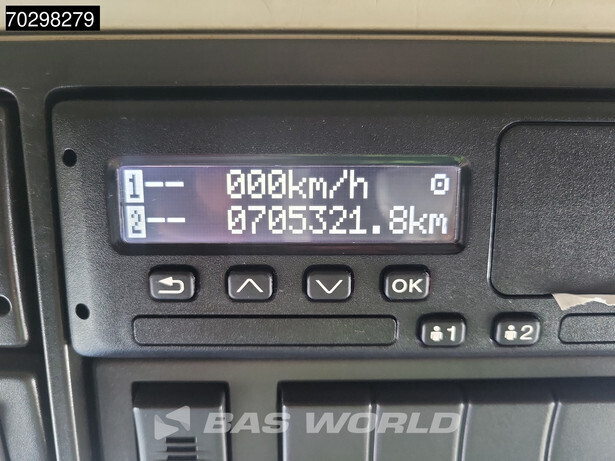 70298279
1-- 000km/h
2-- 0705321.8km
OK
1 2
BAS WORLD